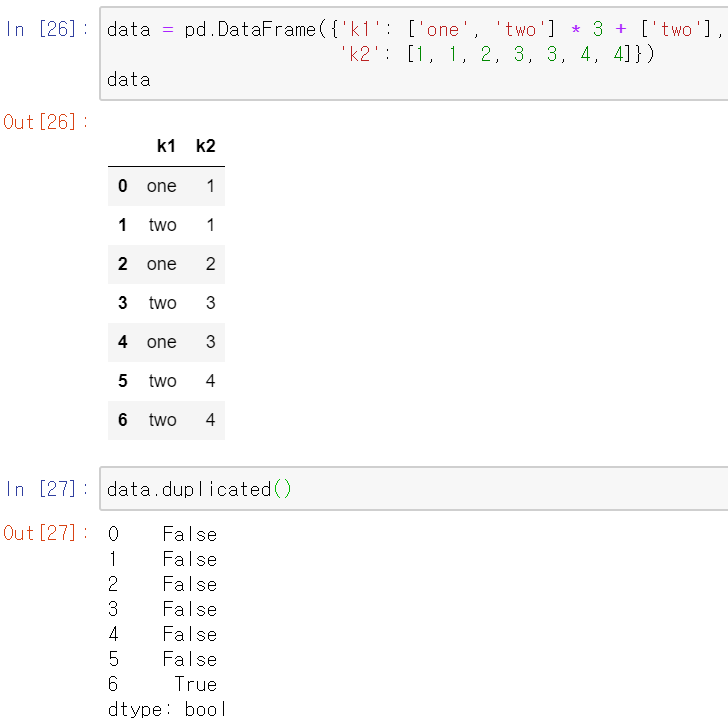 In [26]: data = pd.DataFrame({'k1': ['one', 'two'] * 3 + ['two'],
'k2': [1, 1, 2, 3, 3, 4, 4]})
data
Out[26]:
k1 k2
0 one 1
1 two 1
2 one 2
3 two 3
4 one 3
5 two 4
6 two 4
In [27]: data.duplicated()
Out[27]: 0 False
1 False
2 False
3 False
4 False
5 False
6 True
dtype: bool